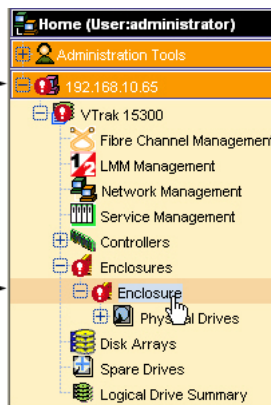 Home (User:administrator)
Administration Tools
192.168.10.65
VTrak 15300
Fibre Channel Management
LMM Management
Network Management
Service Management
Controllers
Enclosures
Enclosure
Physical Drives
Disk Arrays
Spare Drives
Logical Drive Summary